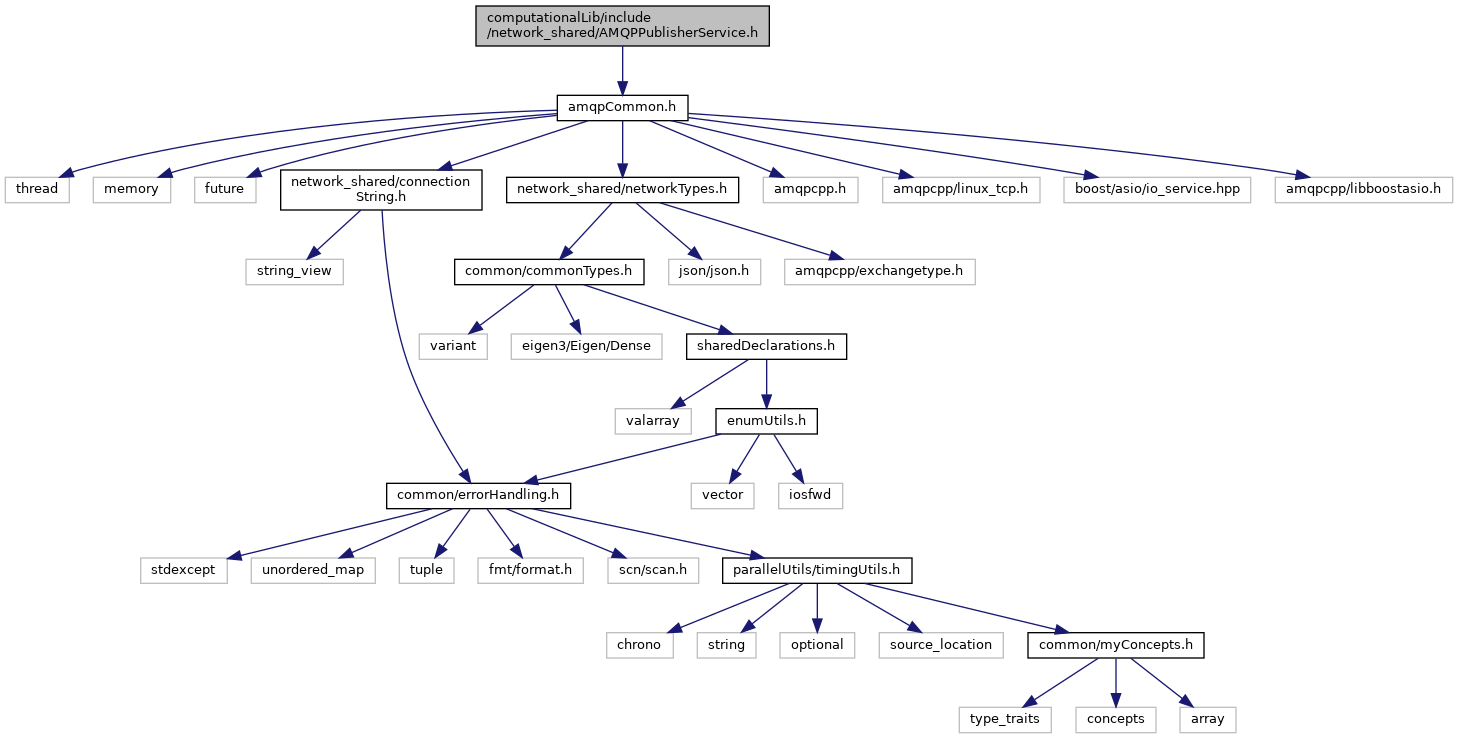 computationalLib/include
/network_shared/AMQPPublisherService.h
amqpCommon.h
thread
memory
future
network_shared/connection
String.h
network_shared/networkTypes.h
amqpcpp.h
amqpcpp/linux_tcp.h
boost/asio/io_service.hpp
amqpcpp/libboostasio.h
string_view
common/commonTypes.h
json/json.h
amqpcpp/exchangetype.h
variant
eigen3/Eigen/Dense
sharedDeclarations.h
valarray
enumUtils.h
common/errorHandling.h
vector
iosfwd
stdexcept
unordered_map
tuple
fmt/format.h
scn/scan.h
parallelUtils/timingUtils.h
chrono
string
optional
source_location
common/myConcepts.h
type_traits
concepts
array